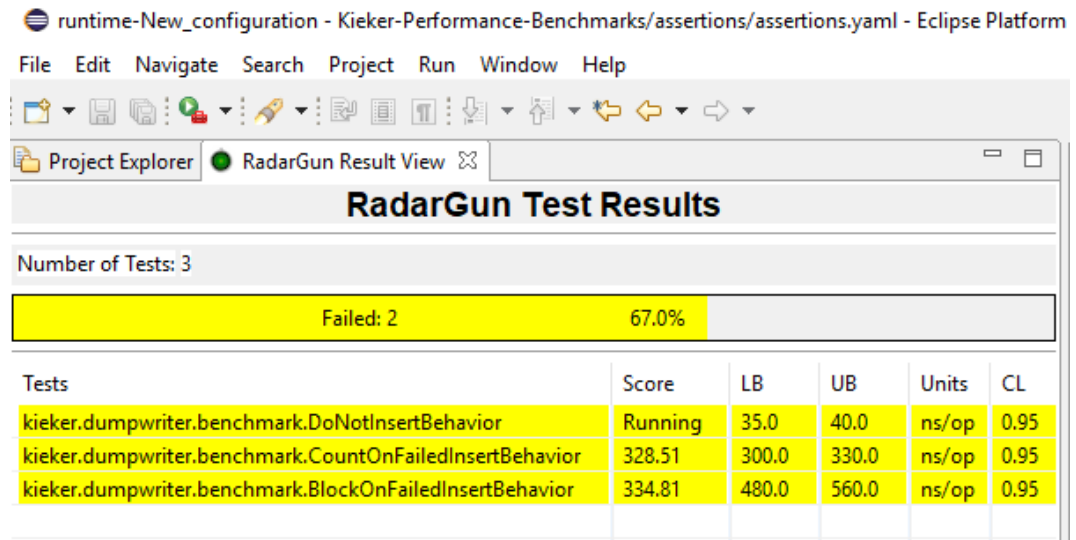 runtime-New_configuration - Kieker-Performance-Benchmarks/assertions/assertions.yaml - Eclipse Platform
File Edit Navigate Search Project Run Window Help
Project Explorer RadarGun Result View
RadarGun Test Results
Number of Tests: 3
Failed: 2 67.0%
Tests Score LB UB Units CL
kieker.dumpwriter.benchmark.DoNotInsertBehavior Running 35.0 40.0 ns/op 0.95
kieker.dumpwriter.benchmark.CountOnFailedInsertBehavior 328.51 300.0 330.0 ns/op 0.95
kieker.dumpwriter.benchmark.BlockOnFailedInsertBehavior 334.81 480.0 560.0 ns/op 0.95